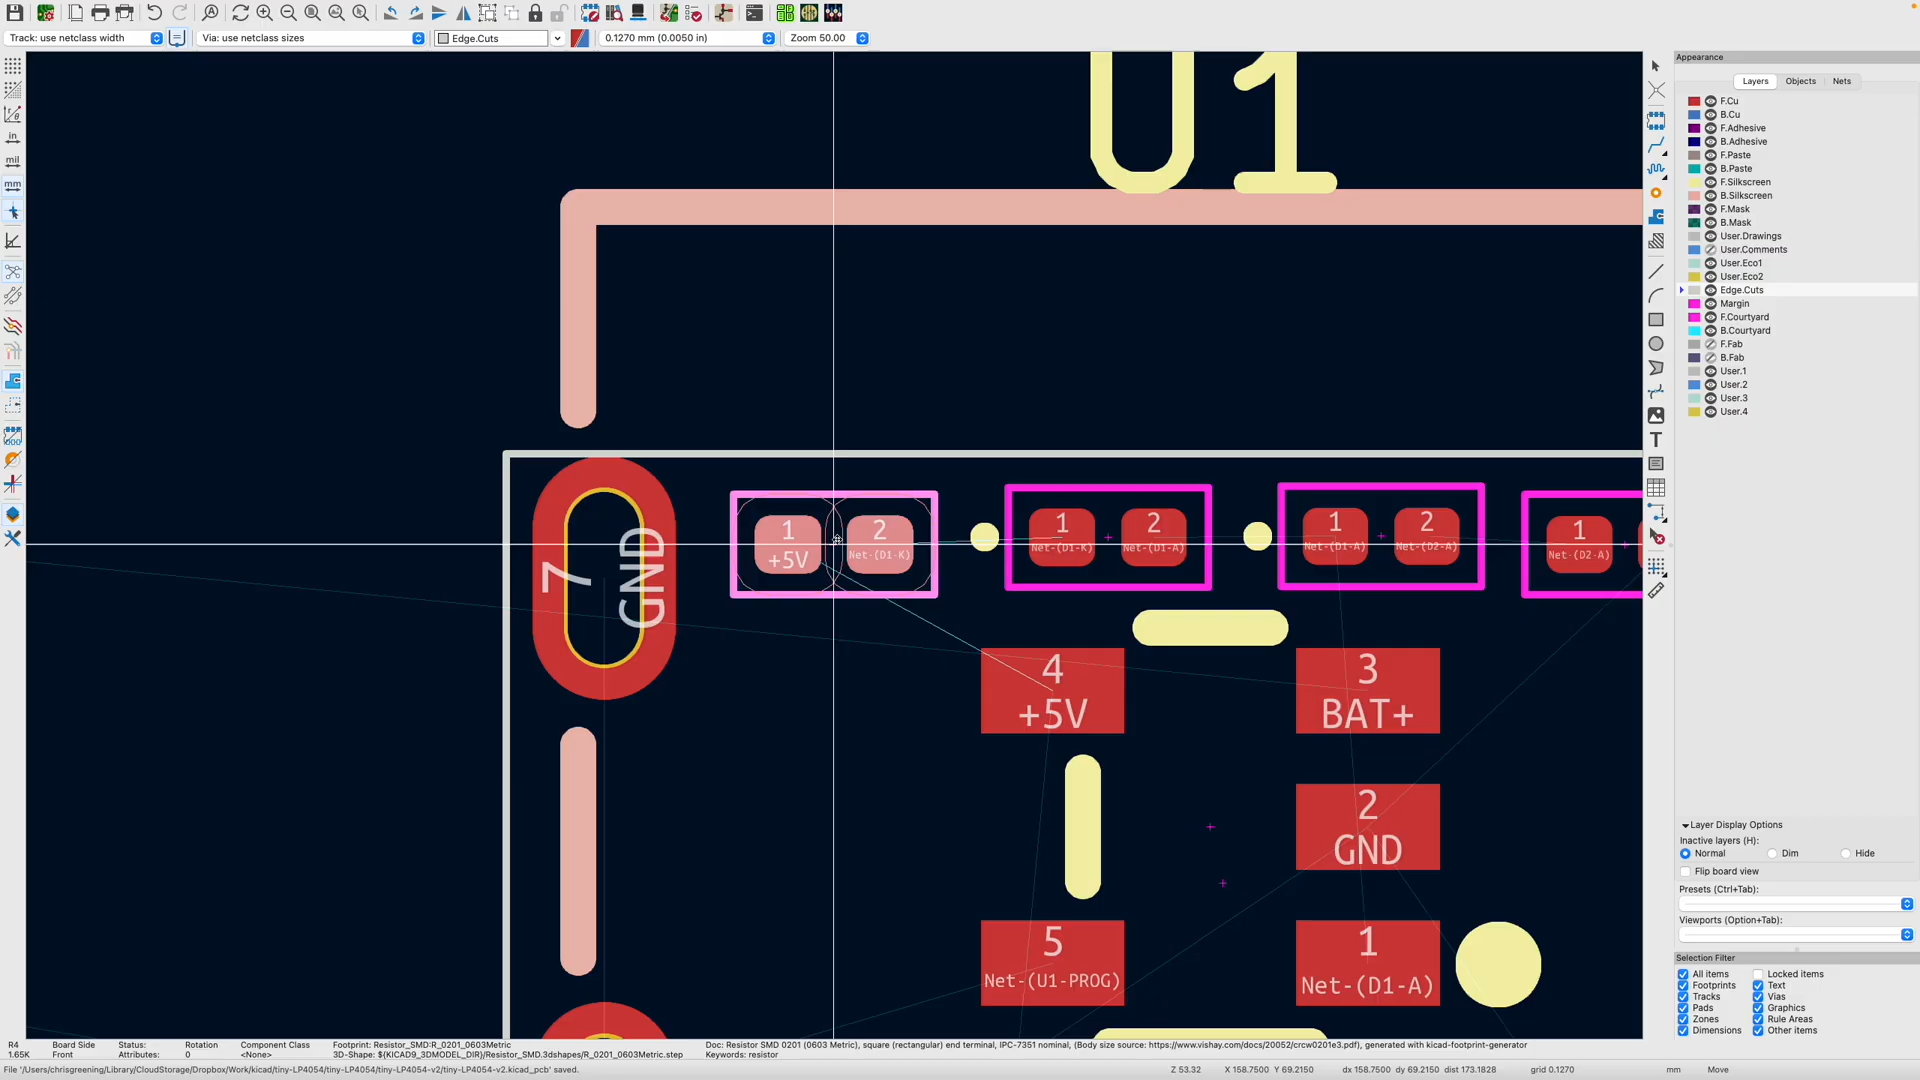 Track: use netclass width
Via: use netclass sizes
Edge.Cuts
0.1270 mm (0.0050 in)
Zoom 50.00
in
mil
mm
U1
7
GND
1
+5V
2
Net-(D1-K)
1
Net-(D1-K)
2
Net-(D1-A)
1
Net-(D1-A)
2
Net-(D2-A)
1
Net-(D2-A)
4
+5V
3
BAT+
2
GND
5
Net-(U1-PROG)
1
Net-(D1-A)
Appearance
Layers Objects Nets
F.Cu
B.Cu
F.Adhesive
B.Adhesive
F.Paste
B.Paste
F.Silkscreen
B.Silkscreen
F.Mask
B.Mask
User.Drawings
User.Comments
User.Eco1
User.Eco2
Edge.Cuts
Margin
F.Courtyard
B.Courtyard
F.Fab
B.Fab
User.1
User.2
User.3
User.4
Layer Display Options
Inactive layers (H):
Normal Dim Hide
Flip board view
Presets (Ctrl+Tab):
Viewports (Option+Tab):
Selection Filter
All items Locked items
Footprints Text
Tracks Vias
Pads Graphics
Zones Rule Areas
Dimensions Other items
R4 Board Side Status: Rotation Component Class Footprint: Resistor_SMD:R_0201_0603Metric Doc: Resistor SMD 0201 (0603 Metric), square (rectangular) end terminal, IPC-7351 nominal, (Body size source: https://www.vishay.com/docs/20052/crcw0201e3.pdf), generated with kicad-footprint-generator
1.65K Front Attributes: 0 <None> 3D-Shape: ${KICAD9_3DMODEL_DIR}/Resistor_SMD.3dshapes/R_0201_0603Metric.step Keywords: resistor
File '/Users/chrisgreening/Library/CloudStorage/Dropbox/Work/kicad/tiny-LP4054/tiny-LP4054-v2/tiny-LP4054-v2.kicad_pcb' saved. Z 53.32 X 158.7500 Y 69.2150 dx 158.7500 dy 69.2150 dist 173.1828 grid 0.1270 mm Move